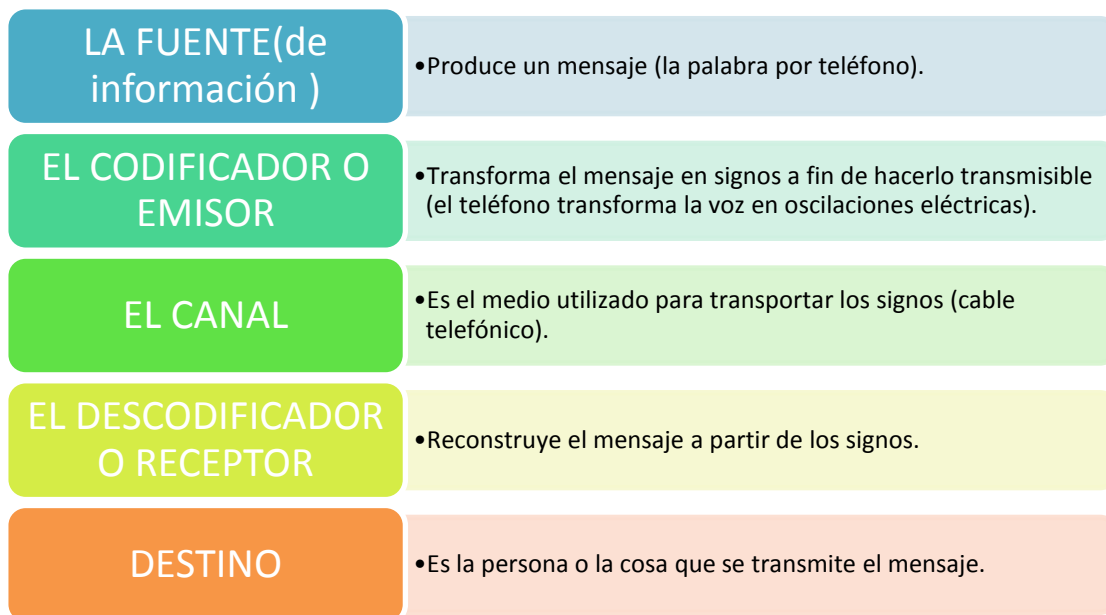 LA FUENTE(de
información )
•Produce un mensaje (la palabra por teléfono).
EL CODIFICADOR O
EMISOR
•Transforma el mensaje en signos a fin de hacerlo transmisible
(el teléfono transforma la voz en oscilaciones eléctricas).
EL CANAL
•Es el medio utilizado para transportar los signos (cable
telefónico).
EL DESCODIFICADOR
O RECEPTOR
•Reconstruye el mensaje a partir de los signos.
DESTINO
•Es la persona o la cosa que se transmite el mensaje.